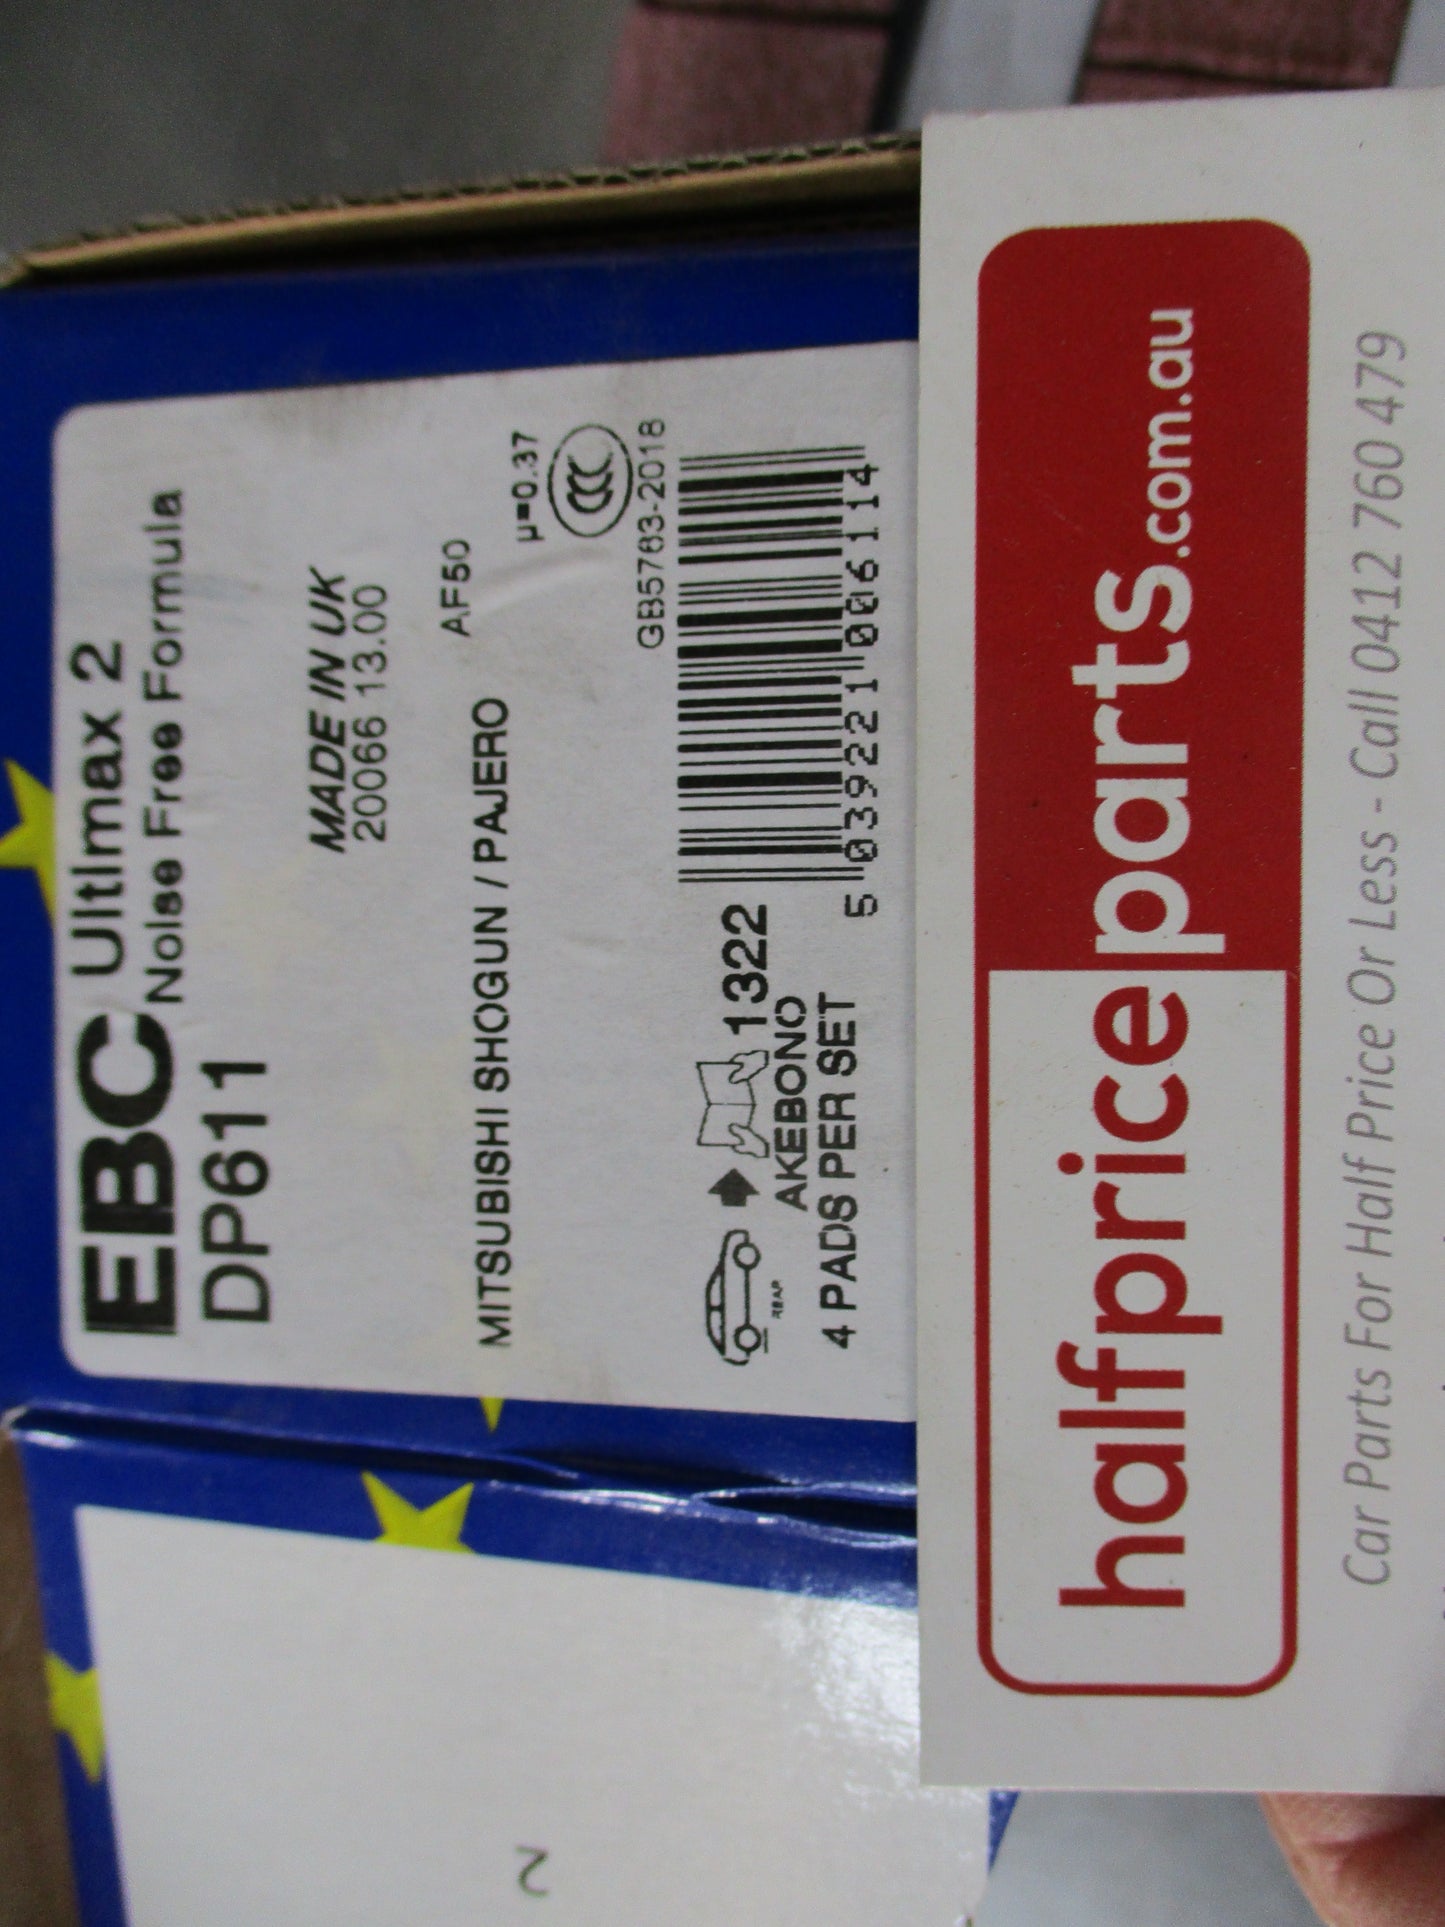 EBC Ultimax 2
Noise Free Formula
DP611
MADE IN UK
20066 13.00
AF50
MITSUBISHI SHOGUN / PAJERO
µ=0.37
CCC
GB5763-2018
1322
AKEBONO
REAR
4 PADS PER SET
5 039221 006114
halfpriceparts.com.au
Car Parts For Half Price Or Less - Call 0412 760 479
2